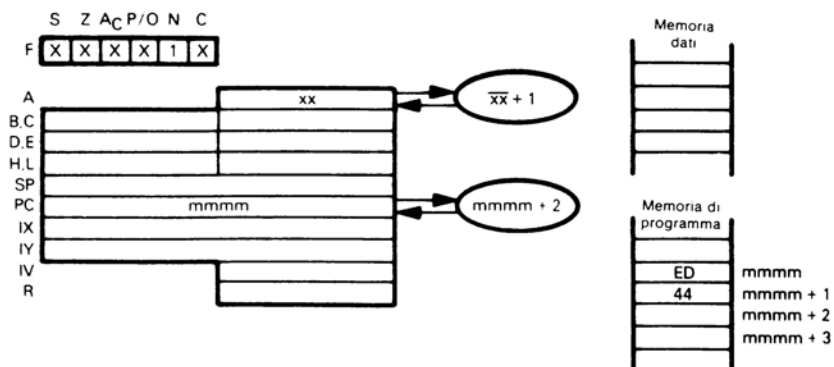 S Z AC P/O N C
F X X X X 1 X
A xx x̅x̅ + 1
B.C
D.E
H.L
SP
PC mmmm mmmm + 2
IX
IY
IV
R
Memoria
dati
Memoria di
programma
ED mmmm
44 mmmm + 1
mmmm + 2
mmmm + 3